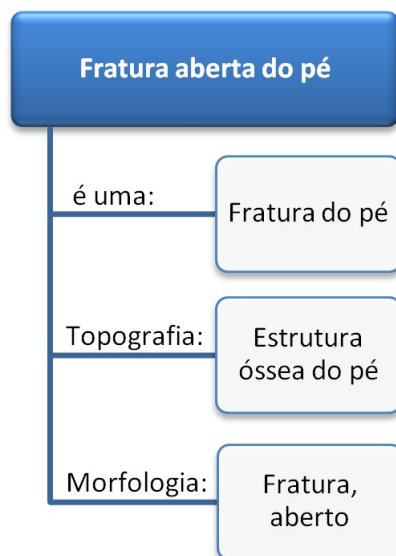 Fratura aberta do pé
é uma:
Fratura do pé
Topografia:
Estrutura
óssea do pé
Morfologia:
Fratura,
aberto